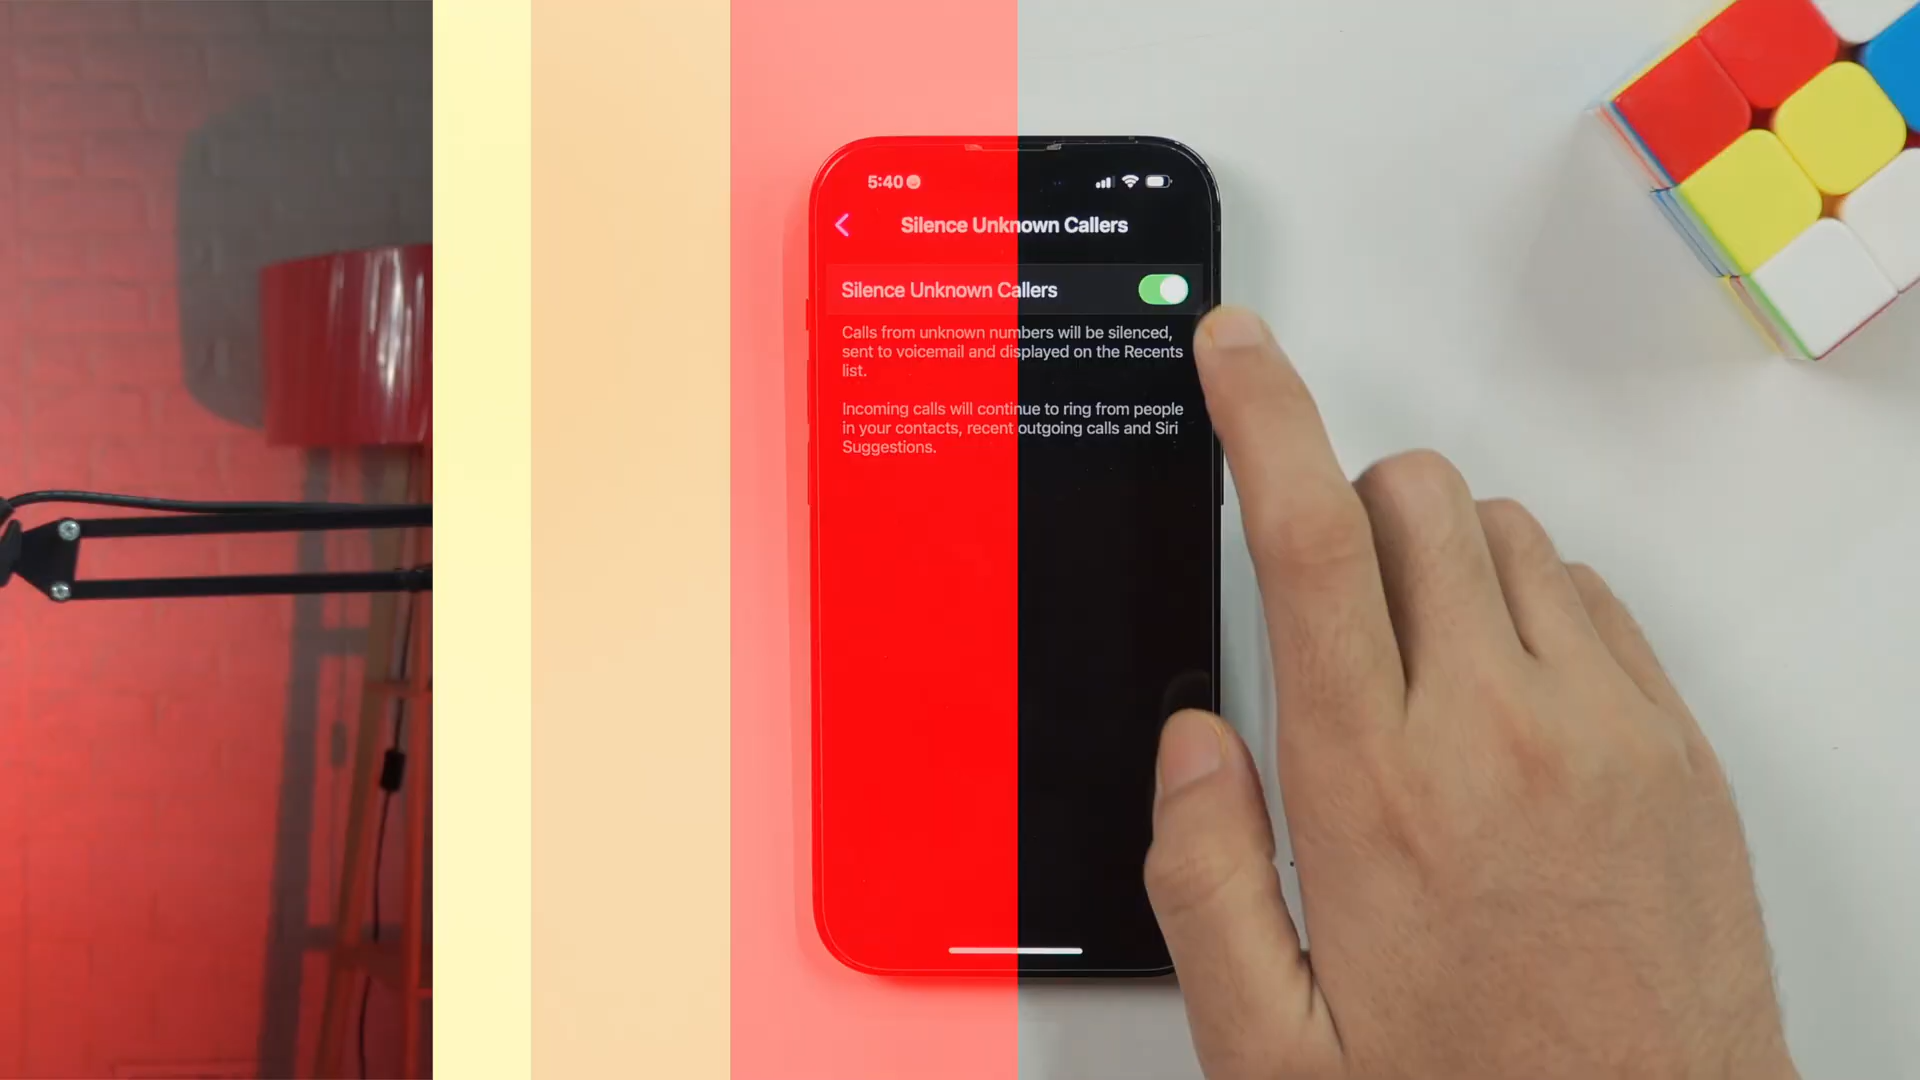 5:40
Silence Unknown Callers
Silence Unknown Callers
Calls from unknown numbers will be silenced,
sent to voicemail and displayed on the Recents
list.
Incoming calls will continue to ring from people
in your contacts, recent outgoing calls and Siri
Suggestions.